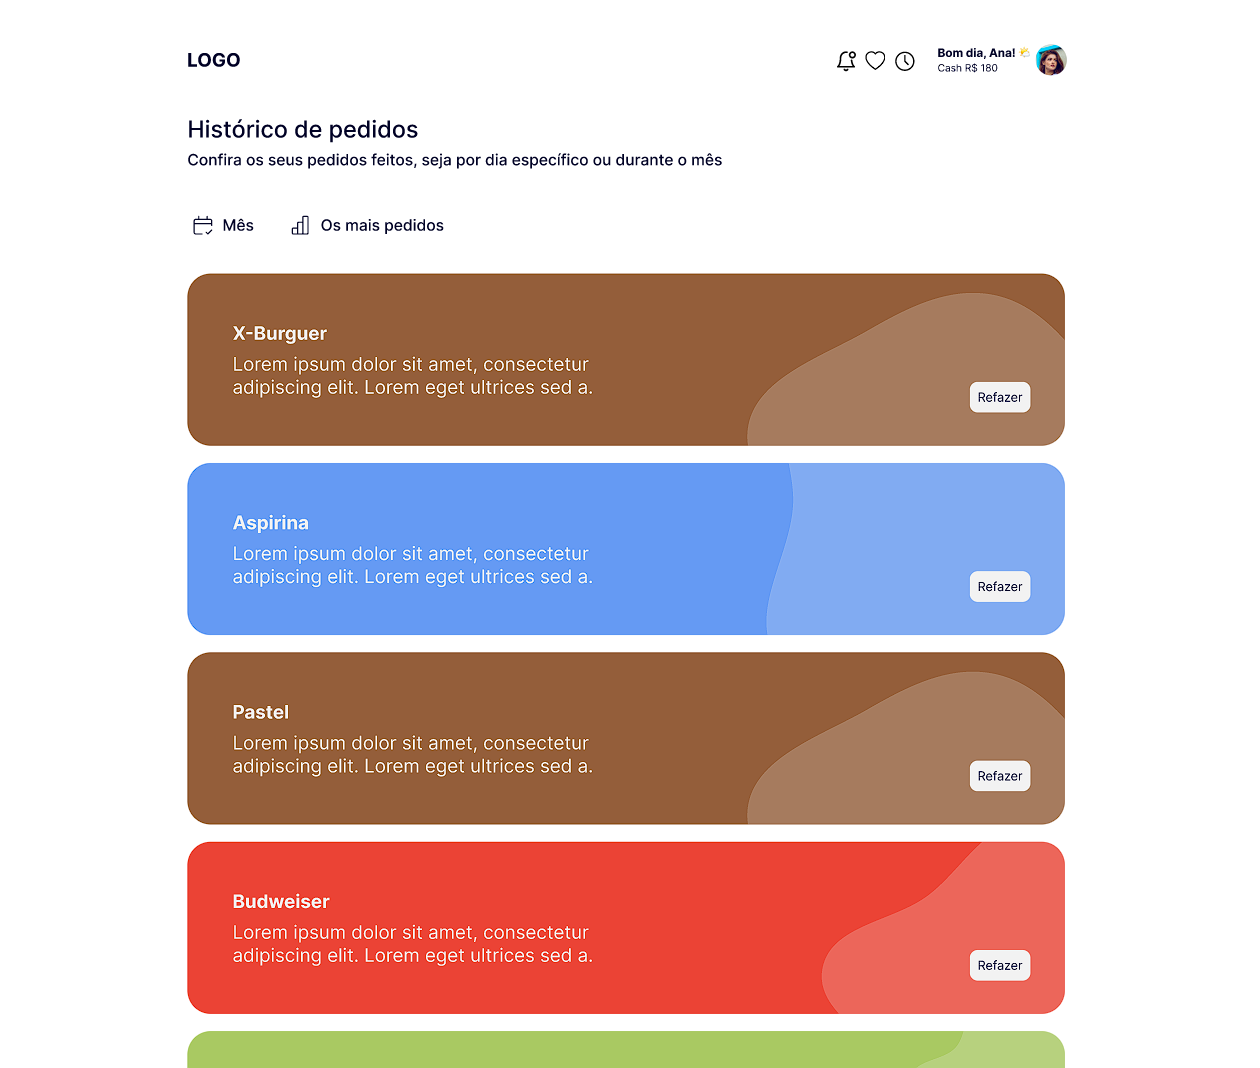 LOGO
Bom dia, Ana! 🌤️
Cash R$ 180
Histórico de pedidos
Confira os seus pedidos feitos, seja por dia específico ou durante o mês
Mês
Os mais pedidos
X-Burguer
Lorem ipsum dolor sit amet, consectetur
adipiscing elit. Lorem eget ultrices sed a.
Refazer
Aspirina
Lorem ipsum dolor sit amet, consectetur
adipiscing elit. Lorem eget ultrices sed a.
Refazer
Pastel
Lorem ipsum dolor sit amet, consectetur
adipiscing elit. Lorem eget ultrices sed a.
Refazer
Budweiser
Lorem ipsum dolor sit amet, consectetur
adipiscing elit. Lorem eget ultrices sed a.
Refazer